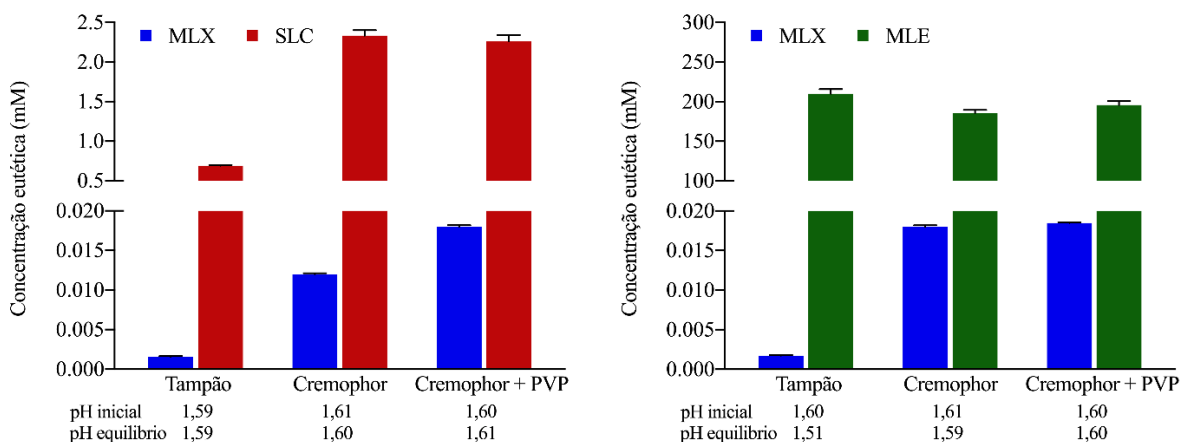 MLX SLC
Concentração eutética (mM)
2.5
2.0
1.5
1.0
0.5
0.020
0.015
0.010
0.005
0.000
Tampão Cremophor Cremophor + PVP
pH inicial 1,59 1,61 1,60
pH equilibrio 1,59 1,60 1,61
MLX MLE
Concentração eutética (mM)
300
250
200
150
100
0.020
0.015
0.010
0.005
0.000
Tampão Cremophor Cremophor + PVP
pH inicial 1,60 1,61 1,60
pH equilibrio 1,51 1,59 1,60